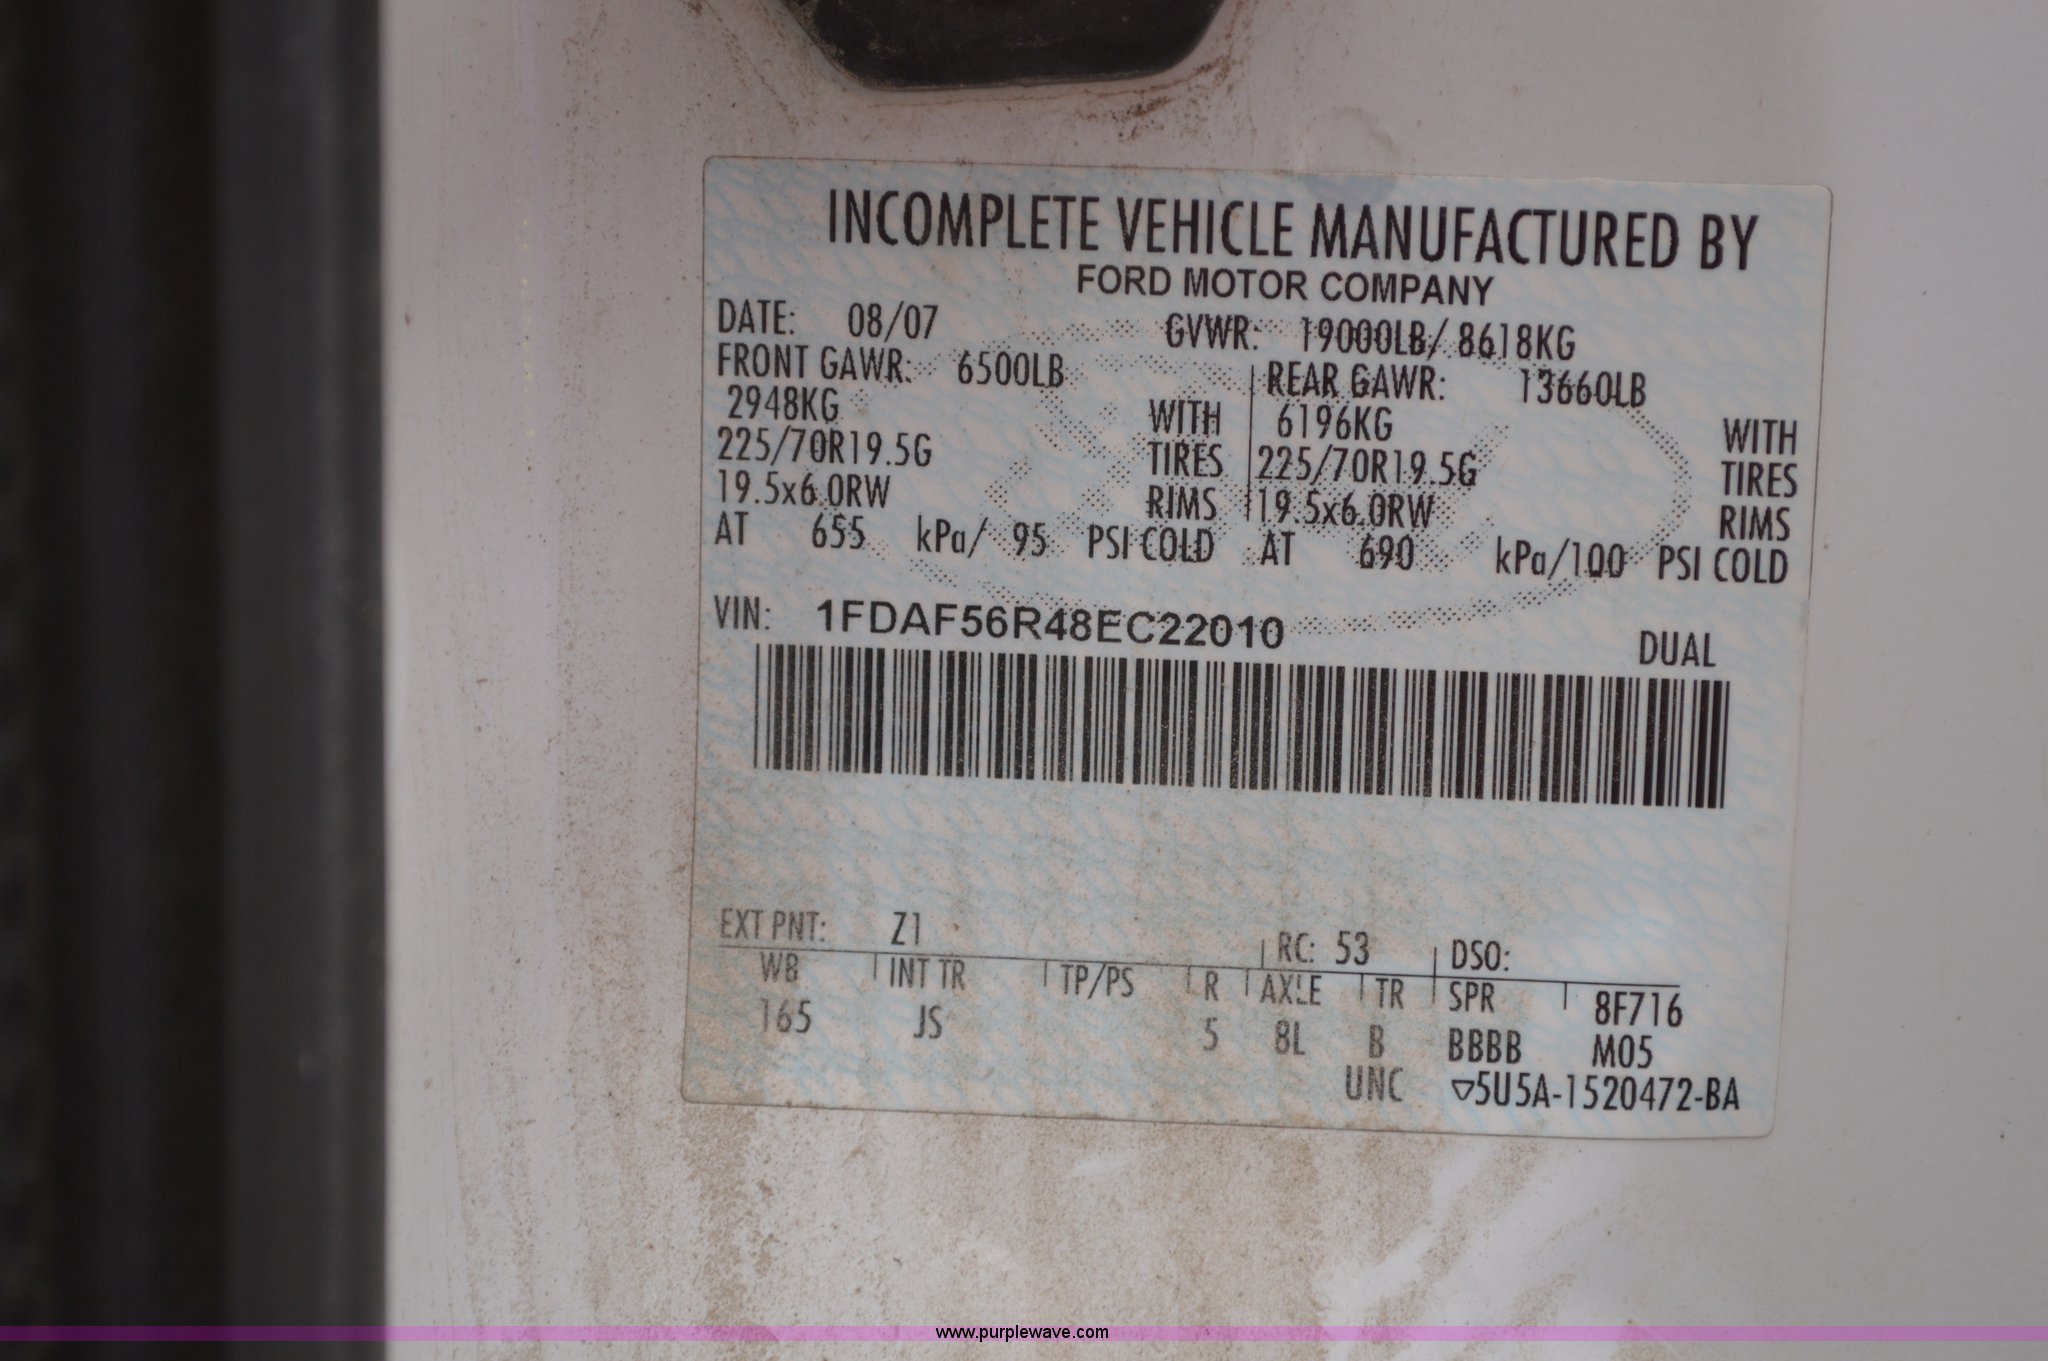 INCOMPLETE VEHICLE MANUFACTURED BY
FORD MOTOR COMPANY
DATE: 08/07 GVWR: 19000LB/ 8618KG
FRONT GAWR: 6500LB REAR GAWR: 13660LB
2948KG WITH 6196KG WITH
225/70R19.5G TIRES 225/70R19.5G TIRES
19.5x6.0RW RIMS 19.5x6.0RW RIMS
AT 655 kPa/ 95 PSI COLD AT 690 kPa/100 PSI COLD
VIN: 1FDAF56R48EC22010
DUAL
EXT PNT: Z1 RC: 53 DSO:
WB INT TR TP/PS R AXLE TR SPR 8F716
165 JS 5 8L B BBBB M05
UNC ▽5U5A-1520472-BA
www.purplewave.com